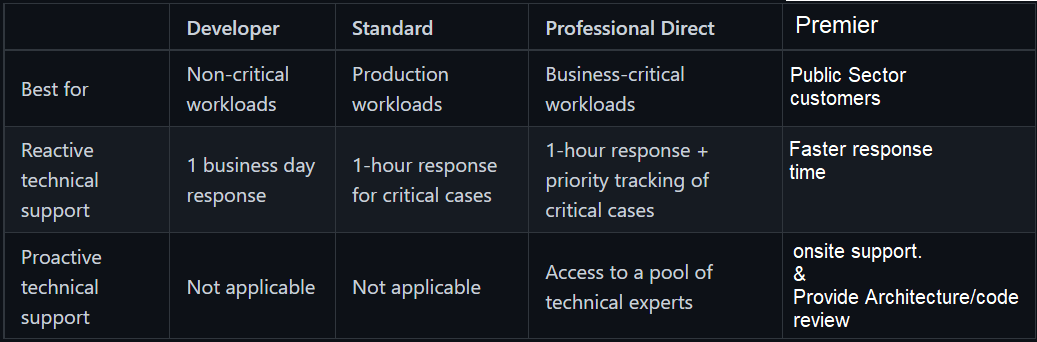 Developer Standard Professional Direct Premier
Best for
Non-critical
workloads
Production
workloads
Business-critical
workloads
Public Sector
customers
Reactive
technical
support
1 business day
response
1-hour response
for critical cases
1-hour response +
priority tracking of
critical cases
Faster response
time
Proactive
technical
support
Not applicable
Not applicable
Access to a pool of
technical experts
onsite support.
&
Provide Architecture/code
review